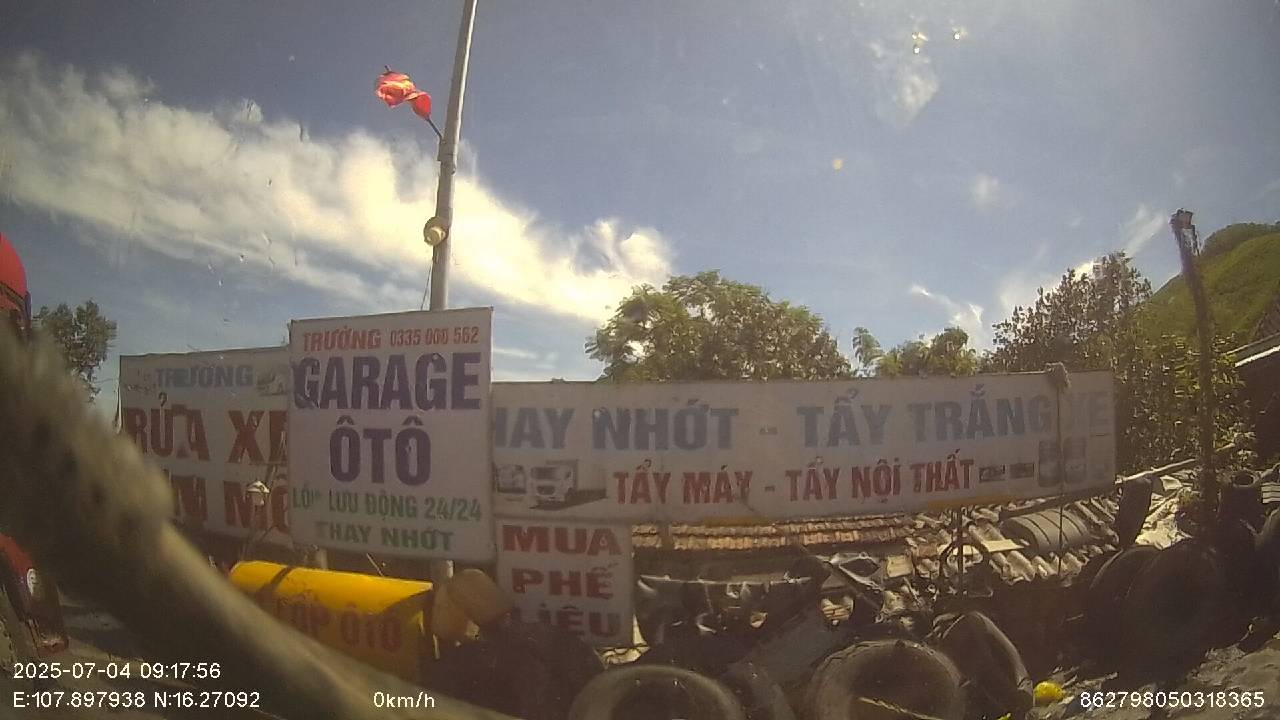 TRƯỜNG
RỬA XE
TRƯỜNG 0335 000 562
GARAGE
ÔTÔ
LƯU ĐỘNG 24/24
THAY NHỚT
NHỚT - TẨY TRẮNG XE
TẨY MÁY - TẨY NỘI THẤT
MUA
PHẾ
LIỆU
LỐP ÔTÔ
2025-07-04 09:17:56
E:107.897938 N:16.27092
0km/h
862798050318365